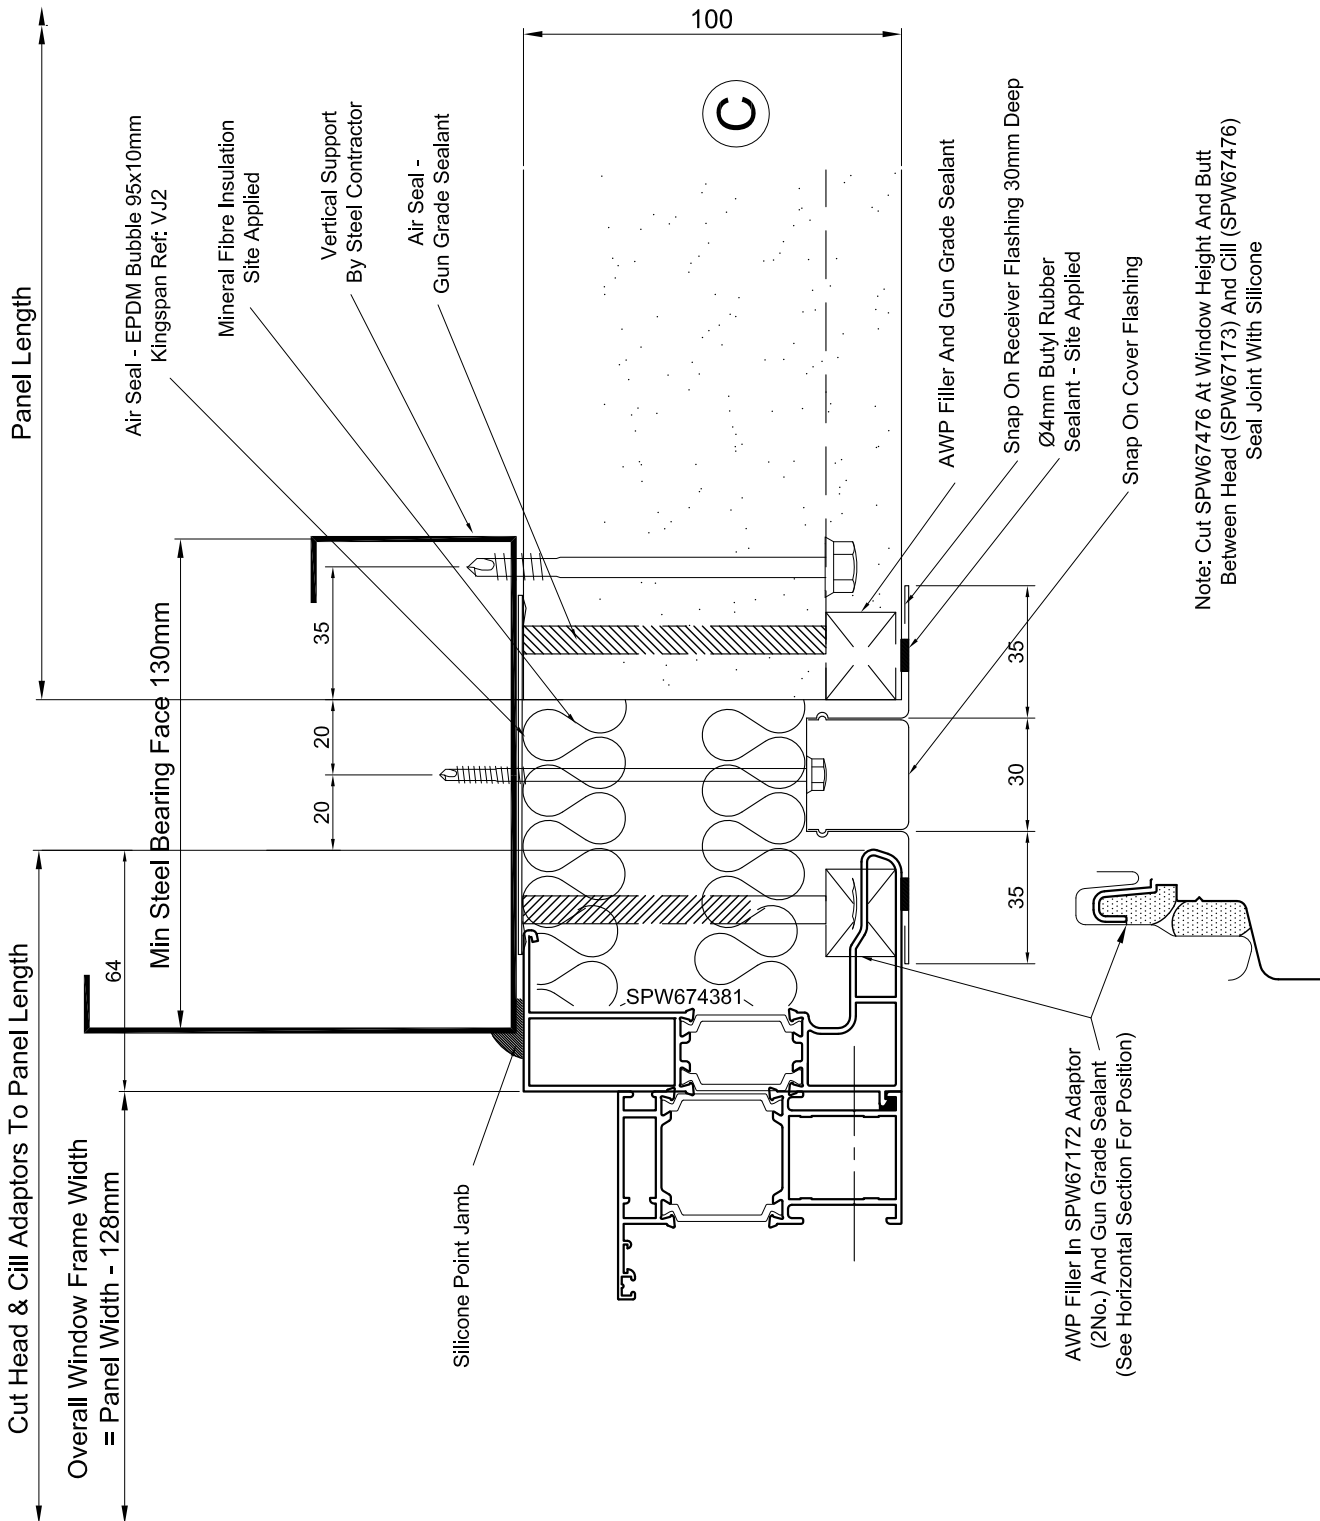 Cut Head & Cill Adaptors To Panel Length
Panel Length
Overall Window Frame Width
= Panel Width - 128mm
64
Min Steel Bearing Face 130mm
20
20
35
Air Seal - EPDM Bubble 95x10mm
Kingspan Ref: VJ2
Mineral Fibre Insulation
Site Applied
Vertical Support
By Steel Contractor
Air Seal -
Gun Grade Sealant
100
C
Silicone Point Jamb
SPW674381
AWP Filler And Gun Grade Sealant
Snap On Receiver Flashing 30mm Deep
Ø4mm Butyl Rubber
Sealant - Site Applied
Snap On Cover Flashing
35
30
35
AWP Filler In SPW67172 Adaptor
(2No.) And Gun Grade Sealant
(See Horizontal Section For Position)
Note: Cut SPW67476 At Window Height And Butt
Between Head (SPW67173) And Cill (SPW67476)
Seal Joint With Silicone